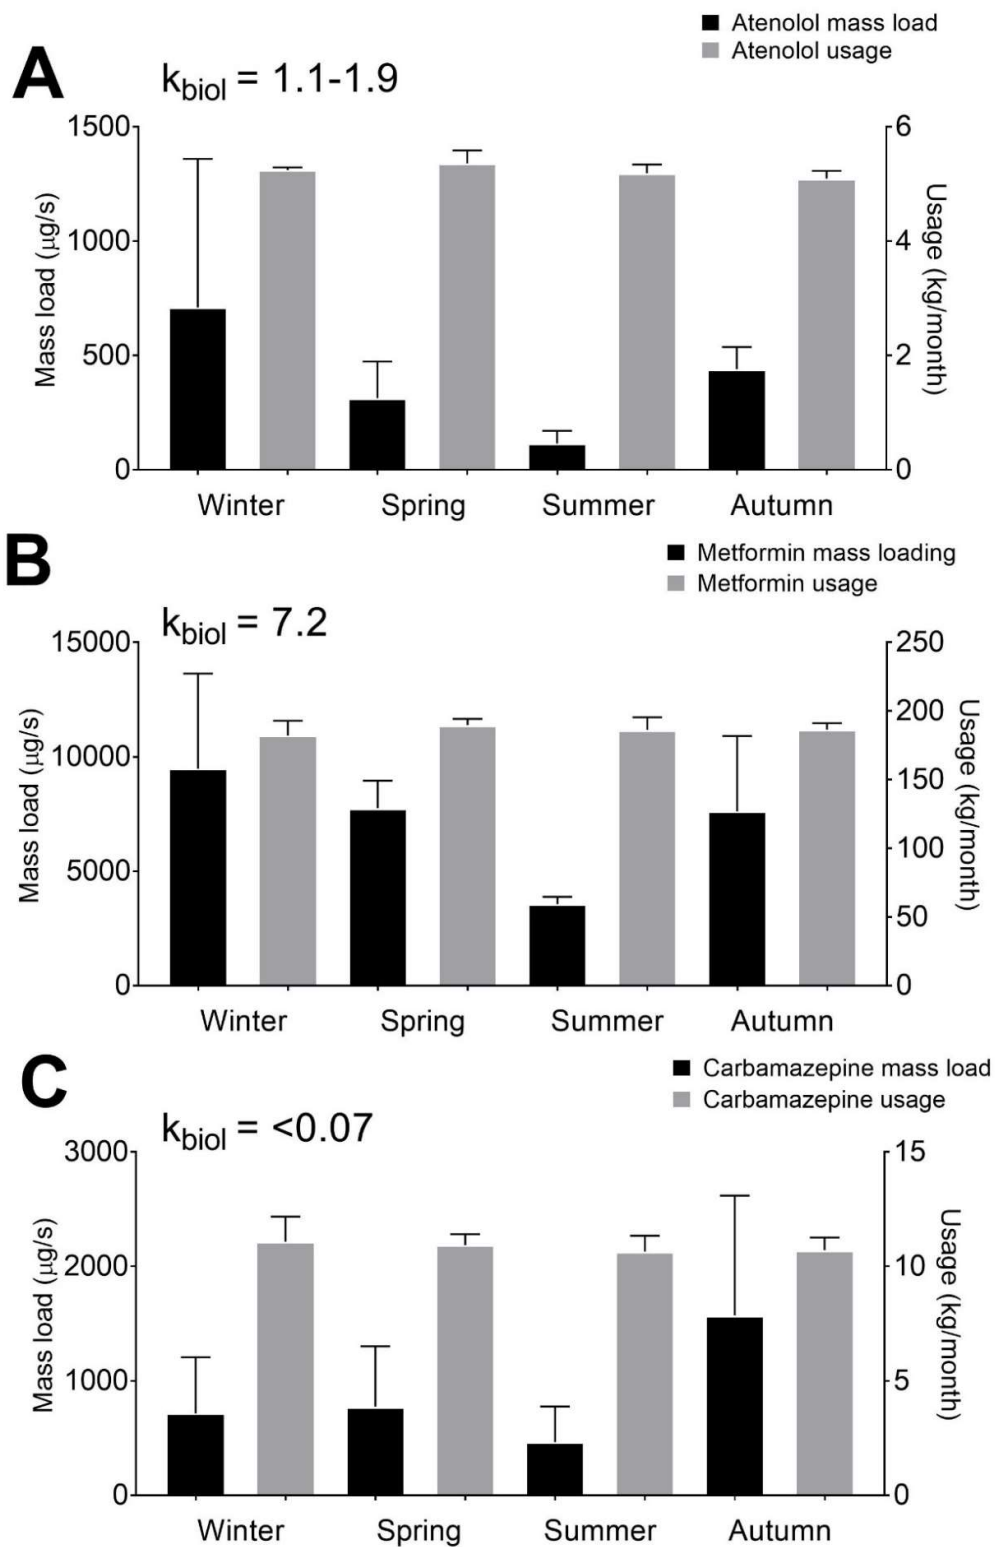 Atenolol mass load
Atenolol usage
A
kbiol = 1.1-1.9
1500
1000
500
0
Mass load (µg/s)
6
4
2
0
Usage (kg/month)
Winter Spring Summer Autumn
Metformin mass loading
Metformin usage
B
kbiol = 7.2
15000
10000
5000
0
Mass load (µg/s)
250
200
150
100
50
0
Usage (kg/month)
Winter Spring Summer Autumn
Carbamazepine mass load
Carbamazepine usage
C
kbiol = <0.07
3000
2000
1000
0
Mass load (µg/s)
15
10
5
0
Usage (kg/month)
Winter Spring Summer Autumn